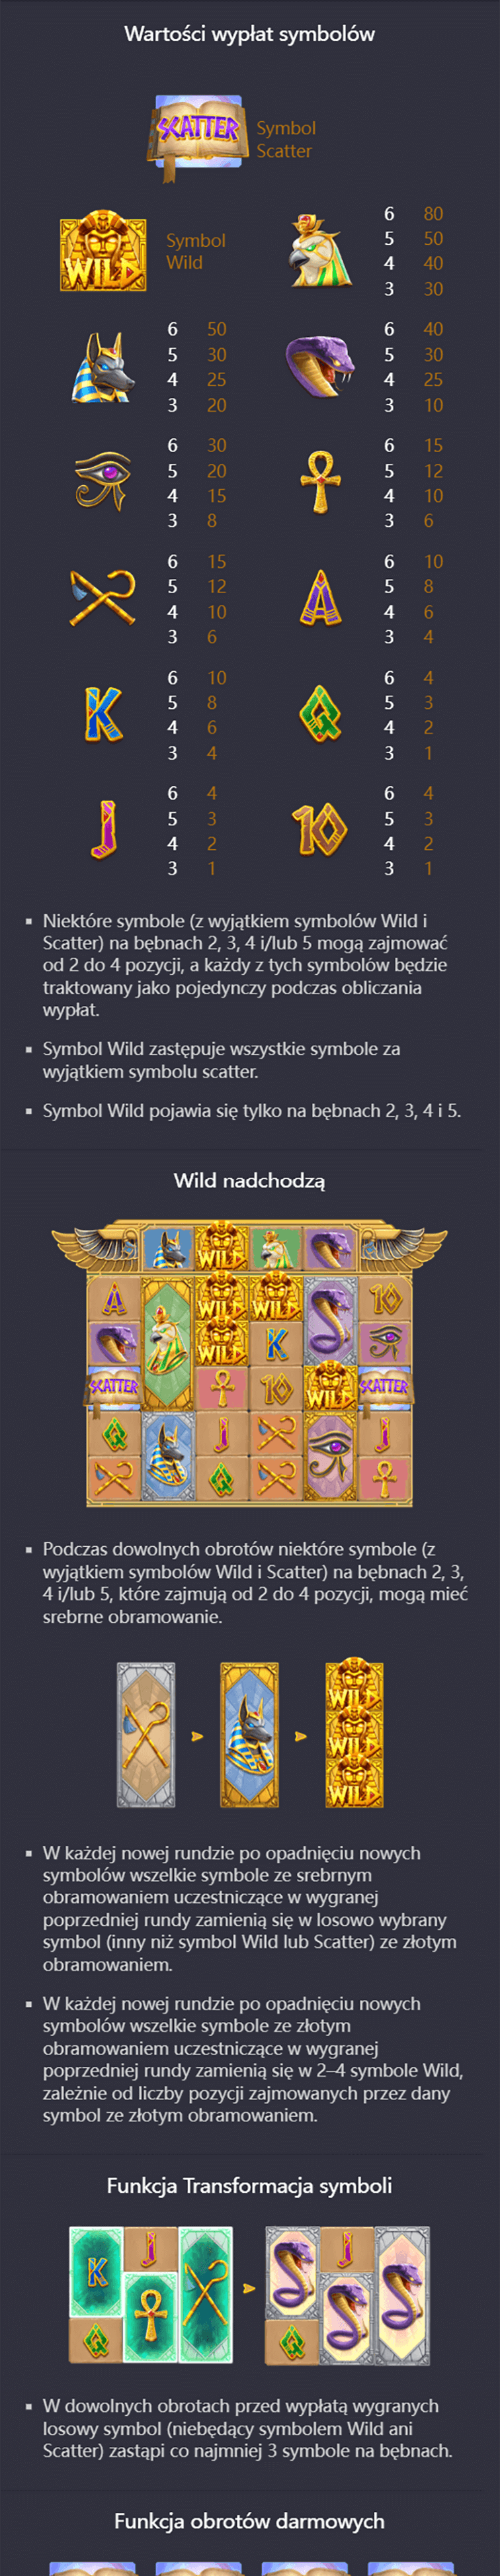 Wartości wypłat symbolów
SCATTER
Symbol
Scatter
WILD
Symbol
Wild
6 80
5 50
4 40
3 30
6 50
5 30
4 25
3 20
6 40
5 30
4 25
3 10
6 30
5 20
4 15
3 8
6 15
5 12
4 10
3 6
6 15
5 12
4 10
3 6
A
6 10
5 8
4 6
3 4
K
6 10
5 8
4 6
3 4
Q
6 4
5 3
4 2
3 1
J
6 4
5 3
4 2
3 1
10
6 4
5 3
4 2
3 1
▪ Niektóre symbole (z wyjątkiem symbolów Wild i
Scatter) na bębnach 2, 3, 4 i/lub 5 mogą zajmować
od 2 do 4 pozycji, a każdy z tych symbolów będzie
traktowany jako pojedynczy podczas obliczania
wypłat.
▪ Symbol Wild zastępuje wszystkie symbole za
wyjątkiem symbolu scatter.
▪ Symbol Wild pojawia się tylko na bębnach 2, 3, 4 i 5.
Wild nadchodzą
WILD
A WILD WILD 10
WILD K
SCATTER 10 WILD SCATTER
Q J J
Q
▪ Podczas dowolnych obrotów niektóre symbole (z
wyjątkiem symbolów Wild i Scatter) na bębnach 2, 3,
4 i/lub 5, które zajmują od 2 do 4 pozycji, mogą mieć
srebrne obramowanie.
WILD
WILD
WILD
▪ W każdej nowej rundzie po opadnięciu nowych
symbolów wszelkie symbole ze srebrnym
obramowaniem uczestniczące w wygranej
poprzedniej rundy zamienią się w losowo wybrany
symbol (inny niż symbol Wild lub Scatter) ze złotym
obramowaniem.
▪ W każdej nowej rundzie po opadnięciu nowych
symbolów wszelkie symbole ze złotym
obramowaniem uczestniczące w wygranej
poprzedniej rundy zamienią się w 2–4 symbole Wild,
zależnie od liczby pozycji zajmowanych przez dany
symbol ze złotym obramowaniem.
Funkcja Transformacja symboli
K J J
Q Q
▪ W dowolnych obrotach przed wypłatą wygranych
losowy symbol (niebędący symbolem Wild ani
Scatter) zastąpi co najmniej 3 symbole na bębnach.
Funkcja obrotów darmowych